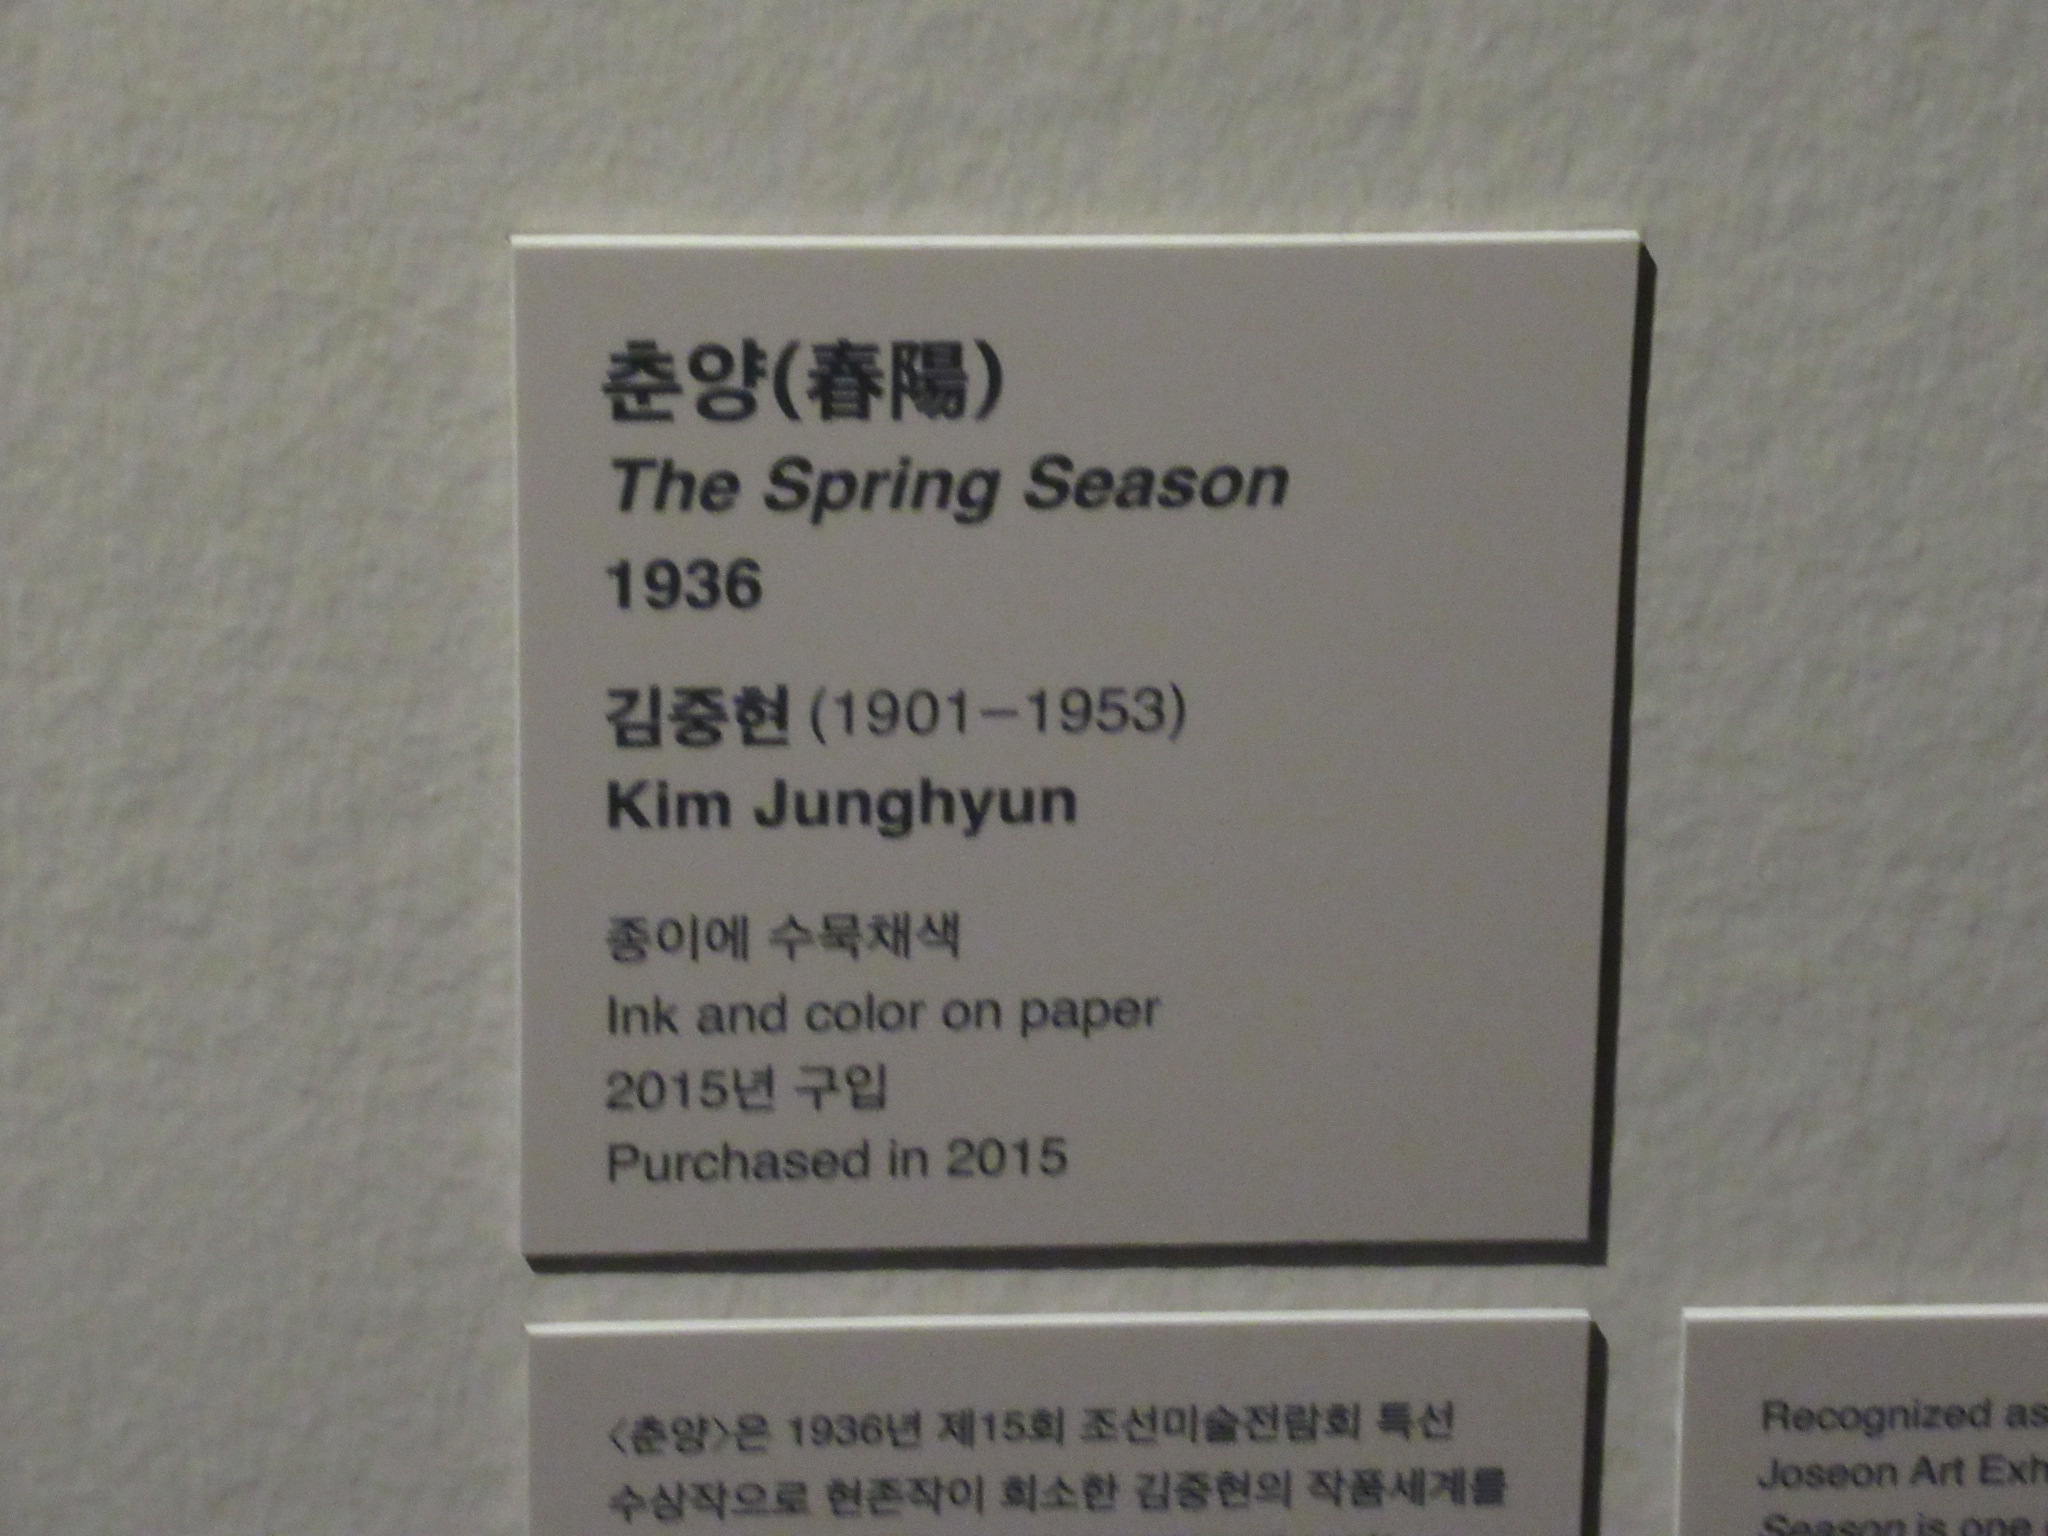 춘양(春陽)
The Spring Season
1936
김중현 (1901–1953)
Kim Junghyun
종이에 수묵채색
Ink and color on paper
2015년 구입
Purchased in 2015
〈춘양〉은 1936년 제15회 조선미술전람회 특선
수상작으로 현존작이 희소한 김중현의 작품세계를
Recognized as
Joseon Art Exh
Season is one